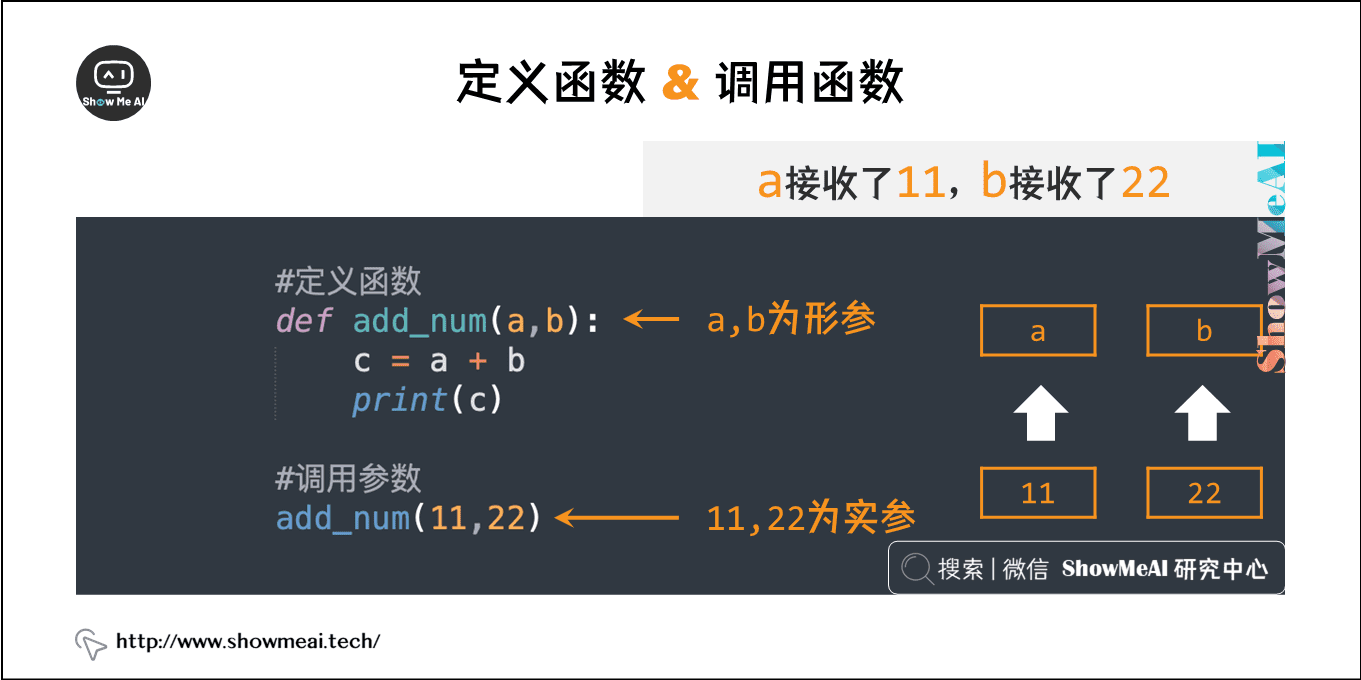 Show Me AI
定义函数 & 调用函数
a接收了11，b接收了22
ShowMeAI
#定义函数
def add_num(a,b):
a,b为形参
c = a + b
print(c)
a
b
#调用参数
add_num(11,22)
11,22为实参
11
22
搜索 | 微信 ShowMeAI 研究中心
http://www.showmeai.tech/